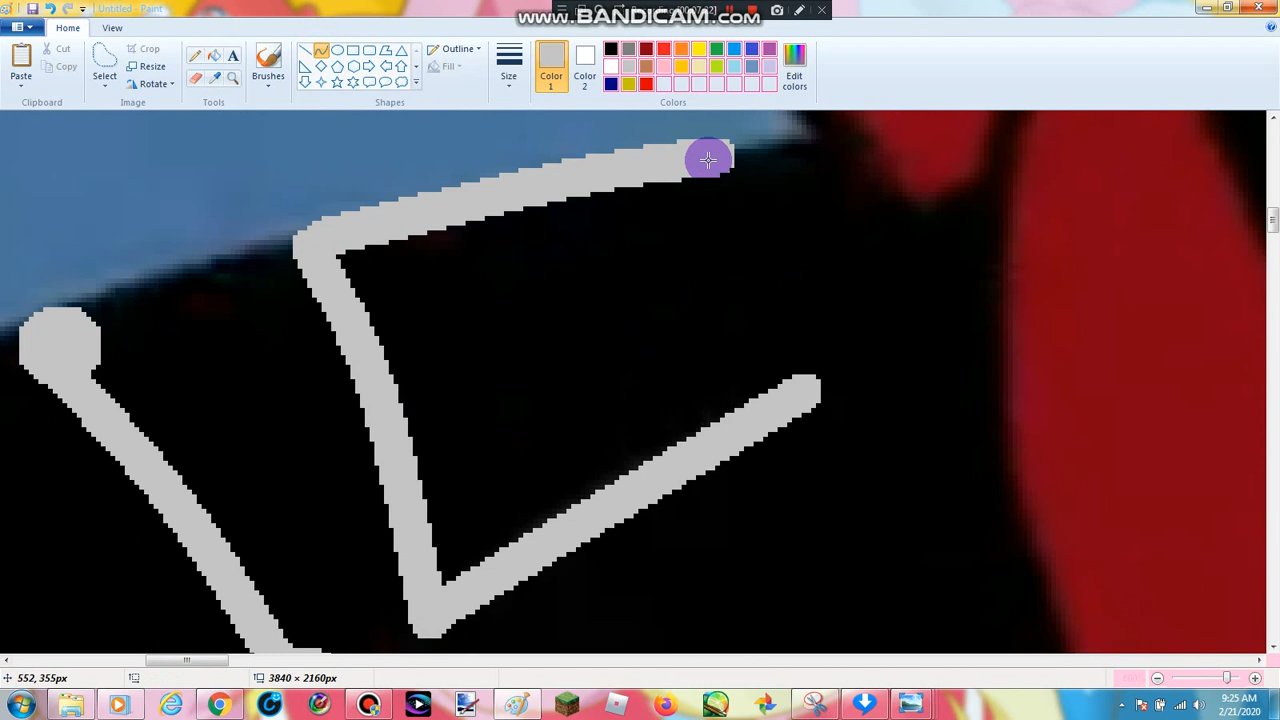 Untitled - Paint
www.BANDICAM.com
Home
View
Paste
Cut
Copy
Clipboard
Select
Crop
Resize
Rotate
Image
Tools
Brushes
Outline
Fill
Shapes
Size
Color
1
Color
2
Edit
colors
Colors
552, 355px
3840 × 2160px
9:25 AM
2/21/2020